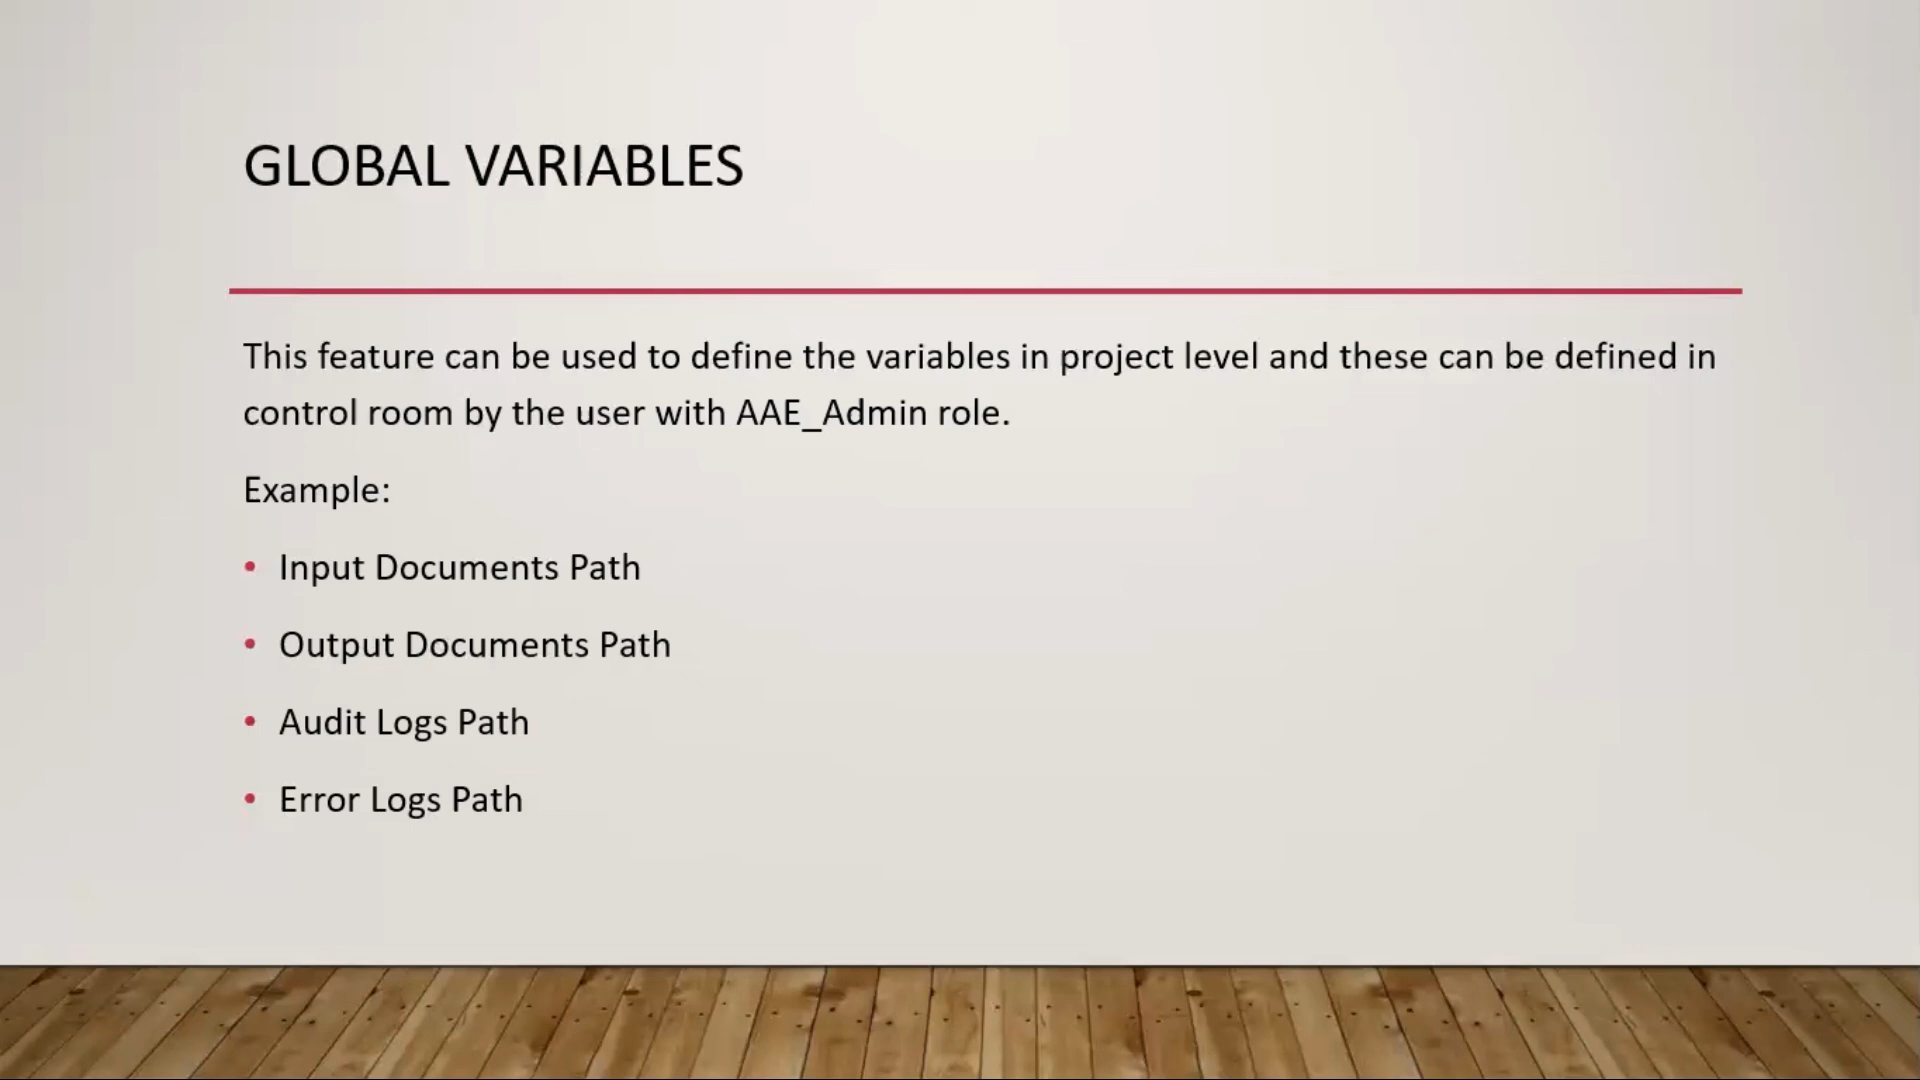 GLOBAL VARIABLES
This feature can be used to define the variables in project level and these can be defined in
control room by the user with AAE_Admin role.
Example:
• Input Documents Path
• Output Documents Path
• Audit Logs Path
• Error Logs Path